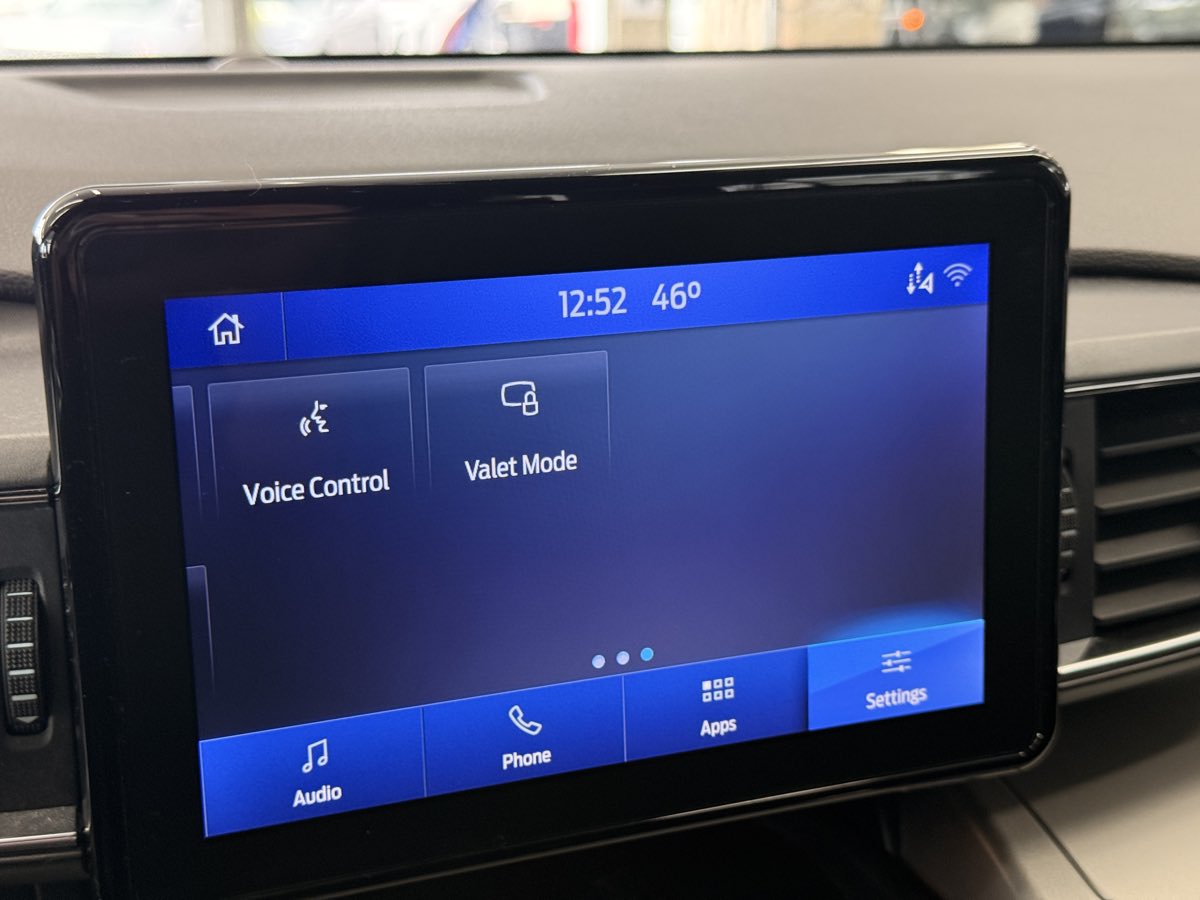 12:52 46°
Voice Control
Valet Mode
Audio
Phone
Apps
Settings